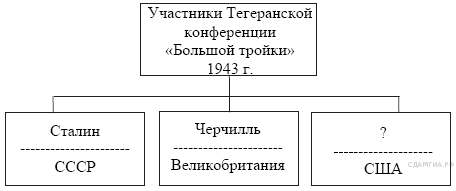 Участники Тегеранской
конференции
«Большой тройки»
1943 г.
Сталин
СССР
Черчилль
Великобритания
?
США
СДАМГИА.РФ